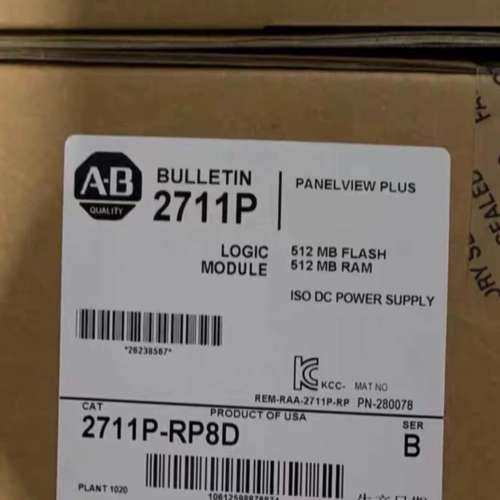 A·B
QUALITY
BULLETIN
2711P
PANELVIEW PLUS
LOGIC
MODULE
512 MB FLASH
512 MB RAM
ISO DC POWER SUPPLY
*26238567*
KCC- MAT NO
REM-RAA-2711P-RP PN-280078
PRODUCT OF USA
CAT
2711P-RP8D
SER
B
PLANT 1020